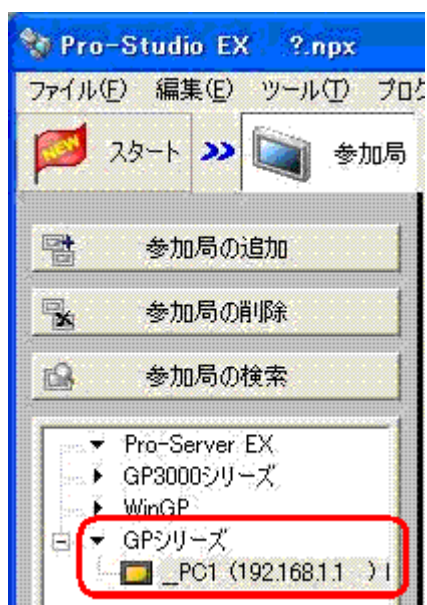 Pro-Studio EX ?.npx
ファイル(F) 編集(E) ツール(T) プロ
NEW スタート 参加局
参加局の追加
参加局の削除
参加局の検索
Pro-Server EX
GP3000シリーズ
WinGP
GPシリーズ
_PC1 (192.168.1.1 )